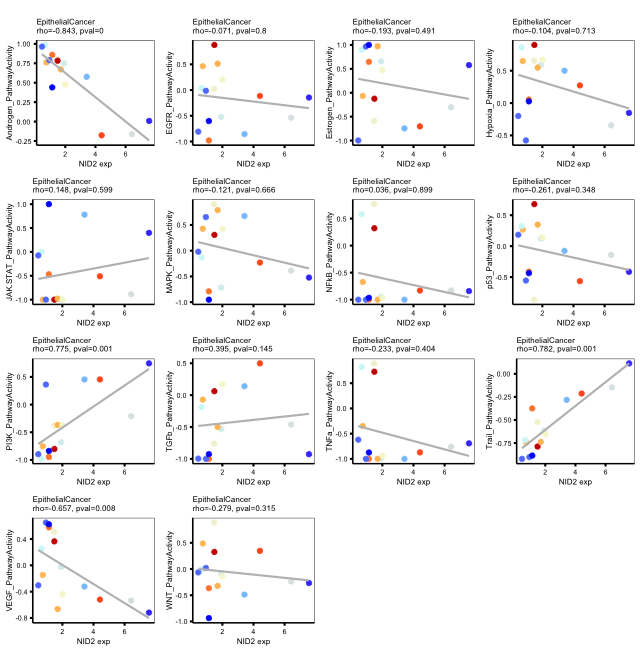 EpithelialCancer
rho=-0.843, pval=0
Androgen_PathwayActivity
1.00
0.75
0.50
0.25
0.00
-0.25
2 4 6
NID2 exp
EpithelialCancer
rho=-0.071, pval=0.8
EGFR_PathwayActivity
0.5
0.0
-0.5
-1.0
2 4 6
NID2 exp
EpithelialCancer
rho=-0.193, pval=0.491
Estrogen_PathwayActivity
1.0
0.5
0.0
-0.5
-1.0
2 4 6
NID2 exp
EpithelialCancer
rho=-0.104, pval=0.713
Hypoxia_PathwayActivity
0.5
0.0
-0.5
2 4 6
NID2 exp
EpithelialCancer
rho=0.148, pval=0.599
JAK-STAT_PathwayActivity
1.0
0.5
0.0
-0.5
-1.0
2 4 6
NID2 exp
EpithelialCancer
rho=-0.121, pval=0.666
MAPK_PathwayActivity
0.5
0.0
-0.5
-1.0
2 4 6
NID2 exp
EpithelialCancer
rho=0.036, pval=0.899
NFkB_PathwayActivity
0.5
0.0
-0.5
-1.0
2 4 6
NID2 exp
EpithelialCancer
rho=-0.261, pval=0.348
p53_PathwayActivity
0.5
0.0
-0.5
2 4 6
NID2 exp
EpithelialCancer
rho=0.775, pval=0.001
PI3K_PathwayActivity
0.5
0.0
-0.5
-1.0
2 4 6
NID2 exp
EpithelialCancer
rho=0.395, pval=0.145
TGFb_PathwayActivity
0.5
0.0
-0.5
-1.0
2 4 6
NID2 exp
EpithelialCancer
rho=-0.233, pval=0.404
TNFa_PathwayActivity
0.5
0.0
-0.5
-1.0
2 4 6
NID2 exp
EpithelialCancer
rho=0.782, pval=0.001
Trail_PathwayActivity
0.00
-0.25
-0.50
-0.75
2 4 6
NID2 exp
EpithelialCancer
rho=-0.657, pval=0.008
VEGF_PathwayActivity
0.4
0.0
-0.4
-0.8
2 4 6
NID2 exp
EpithelialCancer
rho=-0.279, pval=0.315
WNT_PathwayActivity
0.5
0.0
-0.5
-1.0
2 4 6
NID2 exp